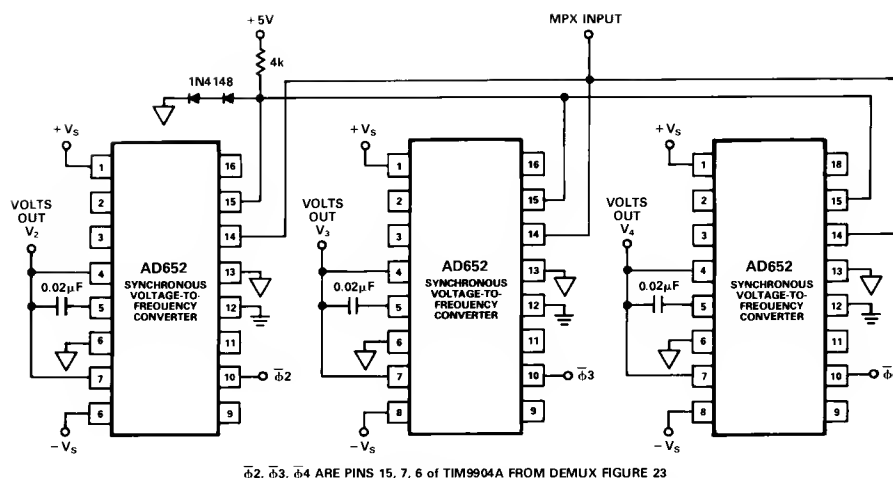 +5V
MPX INPUT
4k
1N4148
+VS
1
2
3
4
5
6
7
6
16
15
14
13
12
11
10
9
VOLTS
OUT
V2
0.02μF
-VS
AD652
SYNCHRONOUS
VOLTAGE-TO-
FREQUENCY
CONVERTER
Φ̅2
+VS
1
2
3
4
5
6
7
8
16
15
14
13
12
11
10
9
VOLTS
OUT
V3
0.02μF
-VS
AD652
SYNCHRONOUS
VOLTAGE-TO-
FREQUENCY
CONVERTER
Φ̅3
+VS
1
2
3
4
5
6
7
8
18
15
14
13
12
11
10
9
VOLTS
OUT
V4
0.02μF
-VS
AD652
SYNCHRONOUS
VOLTAGE-TO-
FREQUENCY
CONVERTER
Φ̅2, Φ̅3, Φ̅4 ARE PINS 15, 7, 6 of TIM9904A FROM DEMUX FIGURE 23